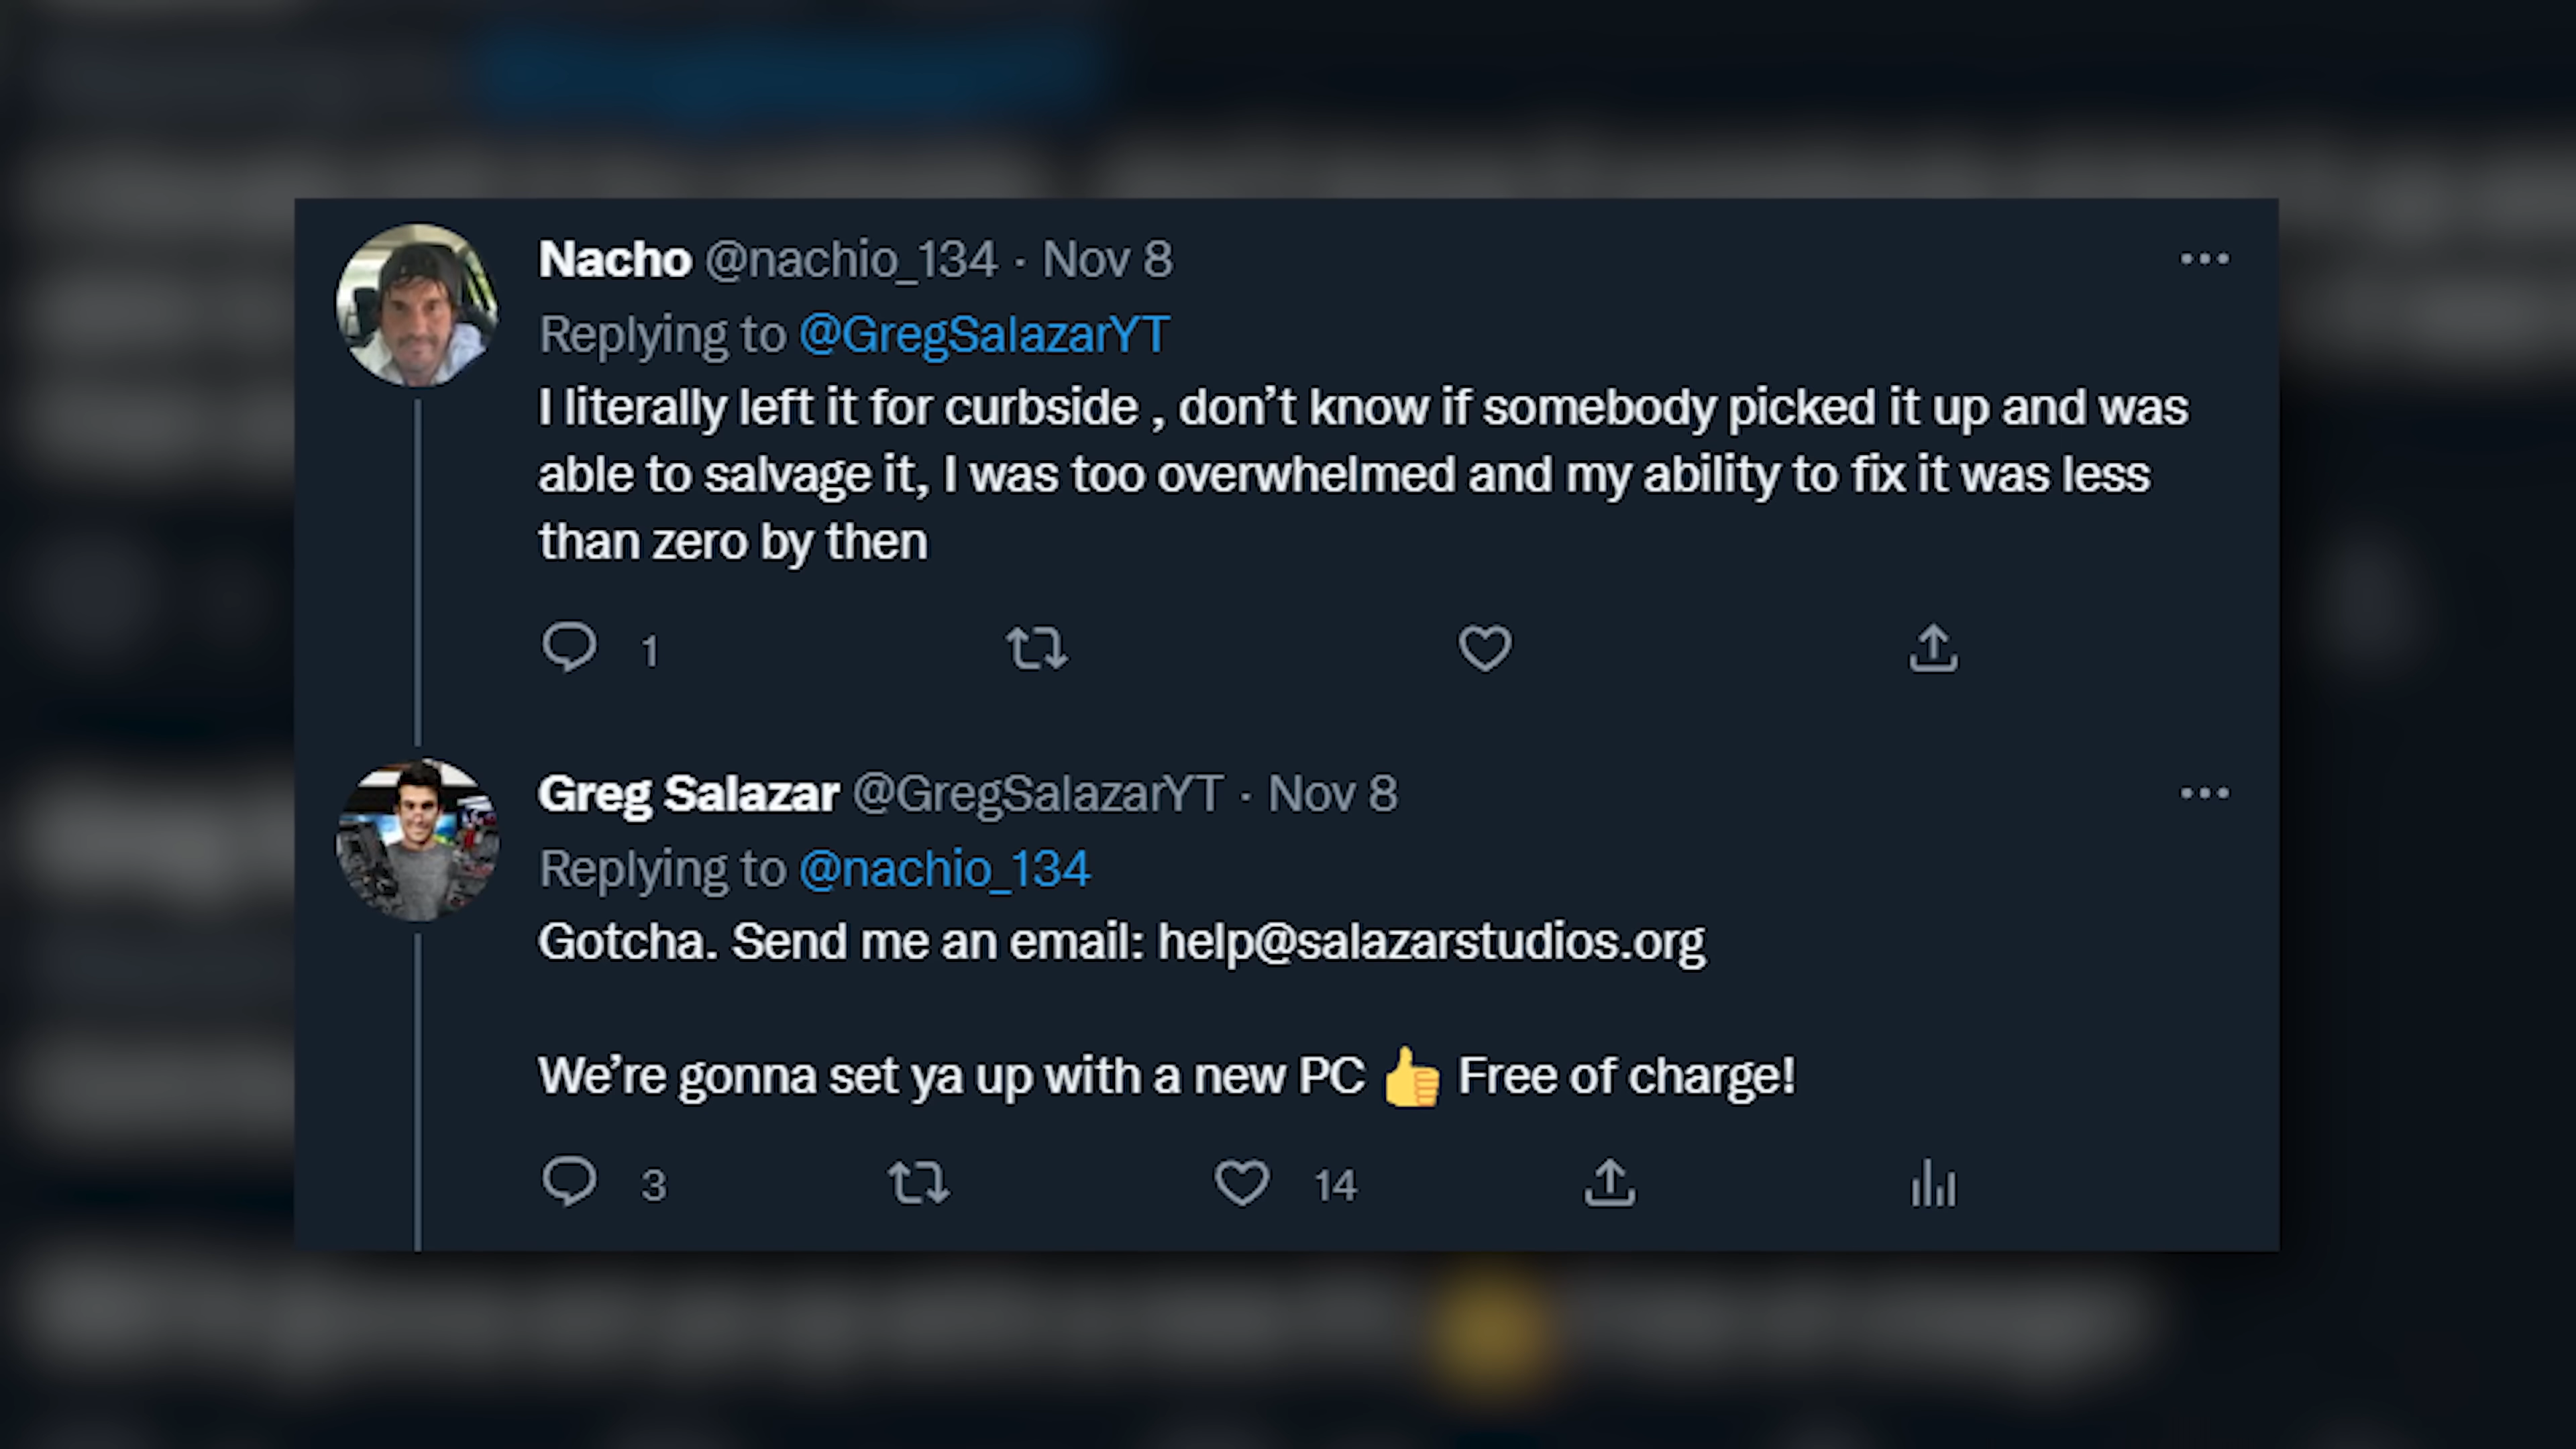 Nacho @nachio_134 · Nov 8
Replying to @GregSalazarYT
I literally left it for curbside , don’t know if somebody picked it up and was
able to salvage it, I was too overwhelmed and my ability to fix it was less
than zero by then
1
Greg Salazar @GregSalazarYT · Nov 8
Replying to @nachio_134
Gotcha. Send me an email: help@salazarstudios.org
We’re gonna set ya up with a new PC 👍 Free of charge!
3 14